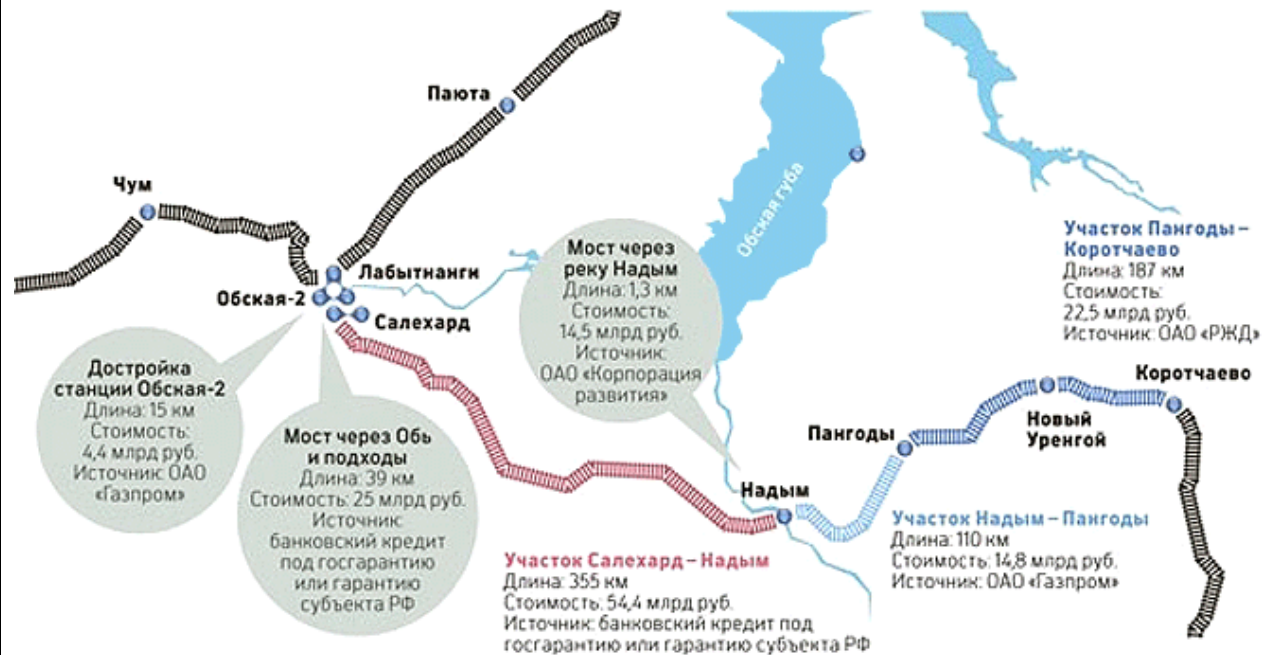 Паюта
Чум
Обская губа
Лабытнанги
Обская-2
Салехард
Мост через
реку Надым
Длина: 1,3 км
Стоимость:
14,5 млрд руб.
Источник:
ОАО «Корпорация
развития»
Участок Пангоды –
Коротчаево
Длина: 187 км
Стоимость:
22,5 млрд руб.
Источник: ОАО «РЖД»
Достройка
станции Обская-2
Длина: 15 км
Стоимость:
4,4 млрд руб.
Источник: ОАО
«Газпром»
Мост через Обь
и подходы
Длина: 39 км
Стоимость: 25 млрд руб.
Источник:
банковский кредит
под госгарантию
или гарантию
субъекта РФ
Коротчаево
Новый
Уренгой
Пангоды
Надым
Участок Салехард – Надым
Длина: 355 км
Стоимость: 54,4 млрд руб.
Источник: банковский кредит под
госгарантию или гарантию субъекта РФ
Участок Надым – Пангоды
Длина: 110 км
Стоимость: 14,8 млрд руб.
Источник: ОАО «Газпром»